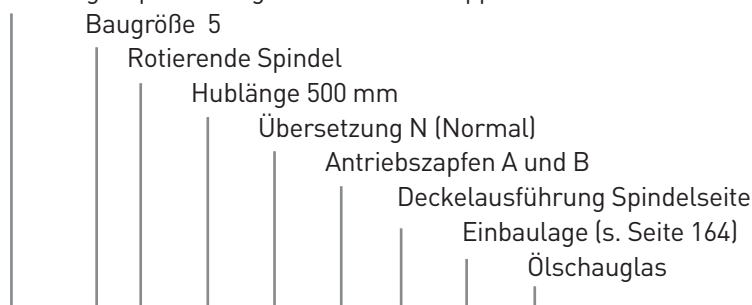 Baugröße 5
Rotierende Spindel
Hublänge 500 mm
Übersetzung N (Normal)
Antriebszapfen A und B
Deckelausführung Spindelseite
Einbaulage (s. Seite 164)
Ölschauglas